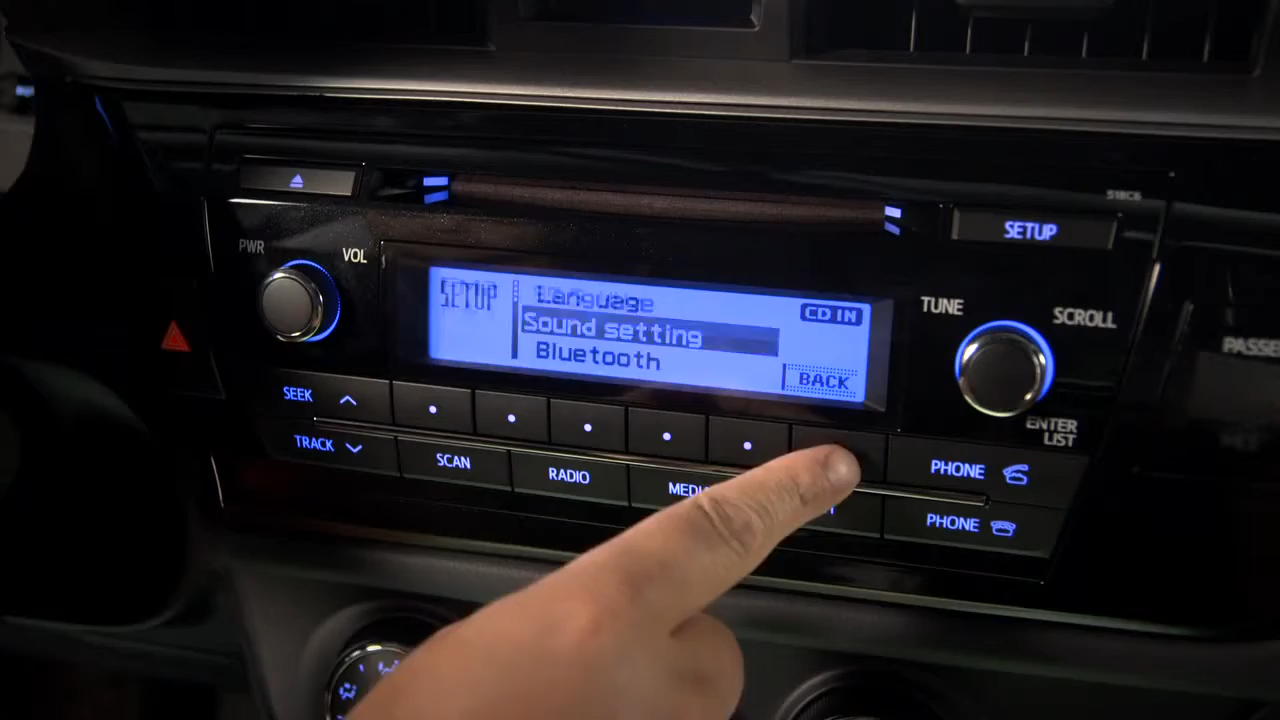 518C6
SETUP
PWR
VOL
SETUP
Language
Sound setting
Bluetooth
CD IN
BACK
TUNE
SCROLL
ENTER
LIST
SEEK
TRACK
SCAN
RADIO
PHONE
PHONE